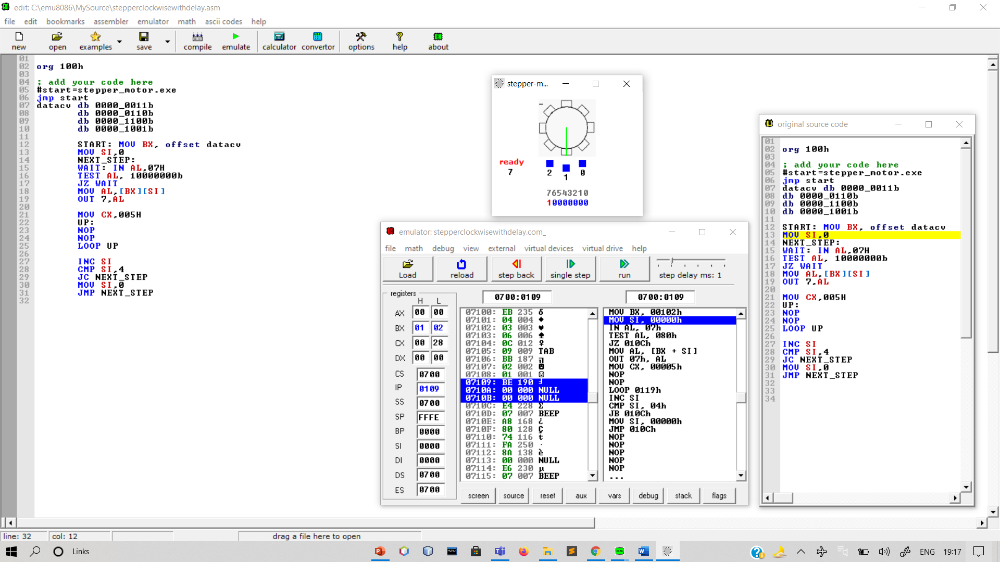 edit: C:\emu8086\MySource\stepperclockwisewithdelay.asm
file edit bookmarks assembler emulator math ascii codes help
new open examples save compile emulate calculator convertor options help about
01
02 org 100h
03
04 ; add your code here
05 #start=stepper_motor.exe
06 jmp start
07 datacv db 0000_0011b
08 db 0000_0110b
09 db 0000_1100b
10 db 0000_1001b
11
12 START: MOV BX, offset datacv
13 MOV SI,0
14 NEXT_STEP:
15 WAIT: IN AL,07H
16 TEST AL, 10000000b
17 JZ WAIT
18 MOV AL,[BX][SI]
19 OUT 7,AL
20
21 MOV CX,005H
22 UP:
23 NOP
24 NOP
25 LOOP UP
26
27 INC SI
28 CMP SI,4
29 JC NEXT_STEP
30 MOV SI,0
31 JMP NEXT_STEP
32
stepper-m...
ready
7
2 1 0
76543210
10000000
emulator: stepperclockwisewithdelay.com_
file math debug view external virtual devices virtual drive help
Load reload step back single step run step delay ms: 1
registers
H L
AX 00 00
BX 01 02
CX 00 28
DX 00 00
CS 0700
IP 0109
SS 0700
SP FFFE
BP 0000
SI 0000
DI 0000
DS 0700
ES 0700
0700:0109
07100: EB 235 δ
07101: 04 004 ♦
07102: 03 003 ♥
07103: 06 006 ♠
07104: 0C 012 ♀
07105: 09 009 TAB
07106: BB 187 ╗
07107: 02 002 ☻
07108: 01 001 ☺
07109: BE 190 ╛
0710A: 00 000 NULL
0710B: 00 000 NULL
0710C: E4 228 Σ
0710D: 07 007 BEEP
0710E: A8 168 ¿
0710F: 80 128 Ç
07110: 74 116 t
07111: FA 250 ·
07112: 8A 138 è
07113: 00 000 NULL
07114: E6 230 µ
07115: 07 007 BEEP
0700:0109
MOV BX, 00102h
MOV SI, 00000h
IN AL, 07h
TEST AL, 080h
JZ 010Ch
MOV AL, [BX + SI]
OUT 07h, AL
MOV CX, 00005h
NOP
NOP
LOOP 0119h
INC SI
CMP SI, 04h
JB 010Ch
MOV SI, 00000h
JMP 010Ch
NOP
NOP
NOP
NOP
NOP
...
screen source reset aux vars debug stack flags
original source code
01
02 org 100h
03
04 ; add your code here
05 #start=stepper_motor.exe
06 jmp start
07 datacv db 0000_0011b
08 db 0000_0110b
09 db 0000_1100b
10 db 0000_1001b
11
12 START: MOV BX, offset datacv
13 MOV SI,0
14 NEXT_STEP:
15 WAIT: IN AL,07H
16 TEST AL, 10000000b
17 JZ WAIT
18 MOV AL,[BX][SI]
19 OUT 7,AL
20
21 MOV CX,005H
22 UP:
23 NOP
24 NOP
25 LOOP UP
26
27 INC SI
28 CMP SI,4
29 JC NEXT_STEP
30 MOV SI,0
31 JMP NEXT_STEP
32
33
34
line: 32 col: 12 drag a file here to open
Links ENG 19:17